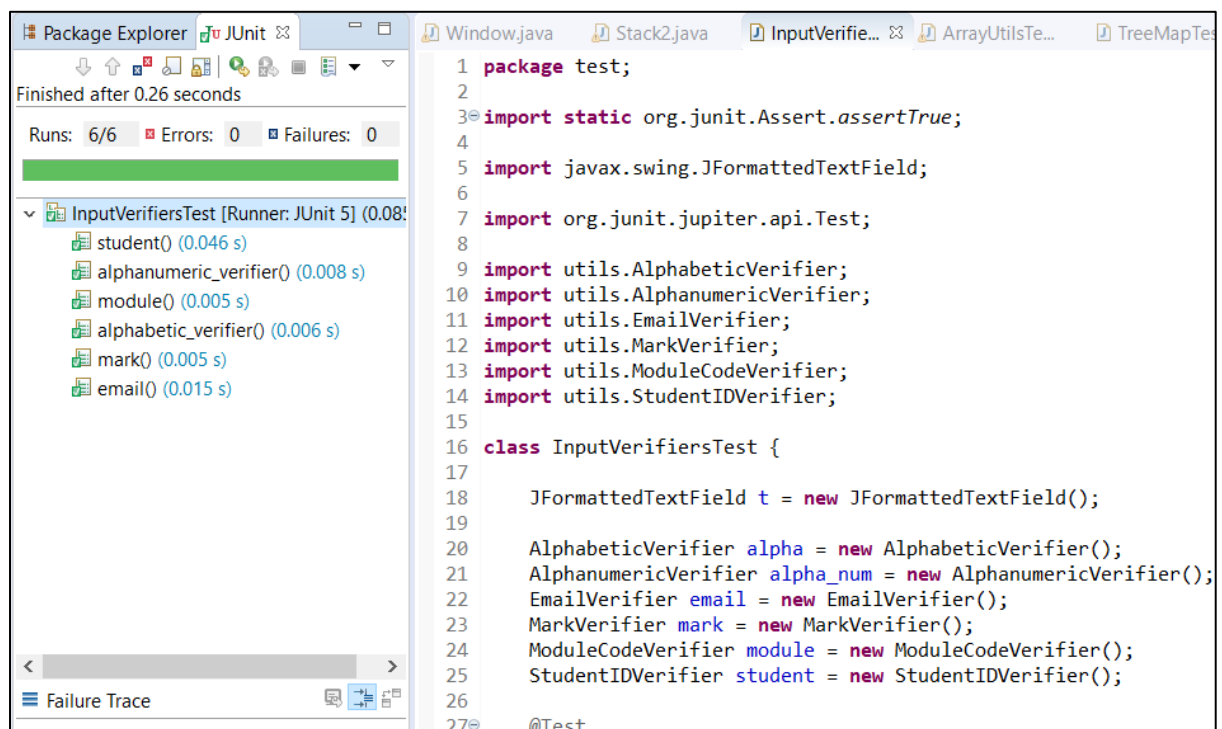 Package Explorer JUnit
Finished after 0.26 seconds
Runs: 6/6 Errors: 0 Failures: 0
InputVerifiersTest [Runner: JUnit 5] (0.085
student() (0.046 s)
alphanumeric_verifier() (0.008 s)
module() (0.005 s)
alphabetic_verifier() (0.006 s)
mark() (0.005 s)
email() (0.015 s)
Failure Trace
Window.java Stack2.java InputVerifie... ArrayUtilsTe... TreeMapTes
1 package test;
2
3 import static org.junit.Assert.assertTrue;
4
5 import javax.swing.JFormattedTextField;
6
7 import org.junit.jupiter.api.Test;
8
9 import utils.AlphabeticVerifier;
10 import utils.AlphanumericVerifier;
11 import utils.EmailVerifier;
12 import utils.MarkVerifier;
13 import utils.ModuleCodeVerifier;
14 import utils.StudentIDVerifier;
15
16 class InputVerifiersTest {
17
18 JFormattedTextField t = new JFormattedTextField();
19
20 AlphabeticVerifier alpha = new AlphabeticVerifier();
21 AlphanumericVerifier alpha_num = new AlphanumericVerifier();
22 EmailVerifier email = new EmailVerifier();
23 MarkVerifier mark = new MarkVerifier();
24 ModuleCodeVerifier module = new ModuleCodeVerifier();
25 StudentIDVerifier student = new StudentIDVerifier();
26
27 @Test